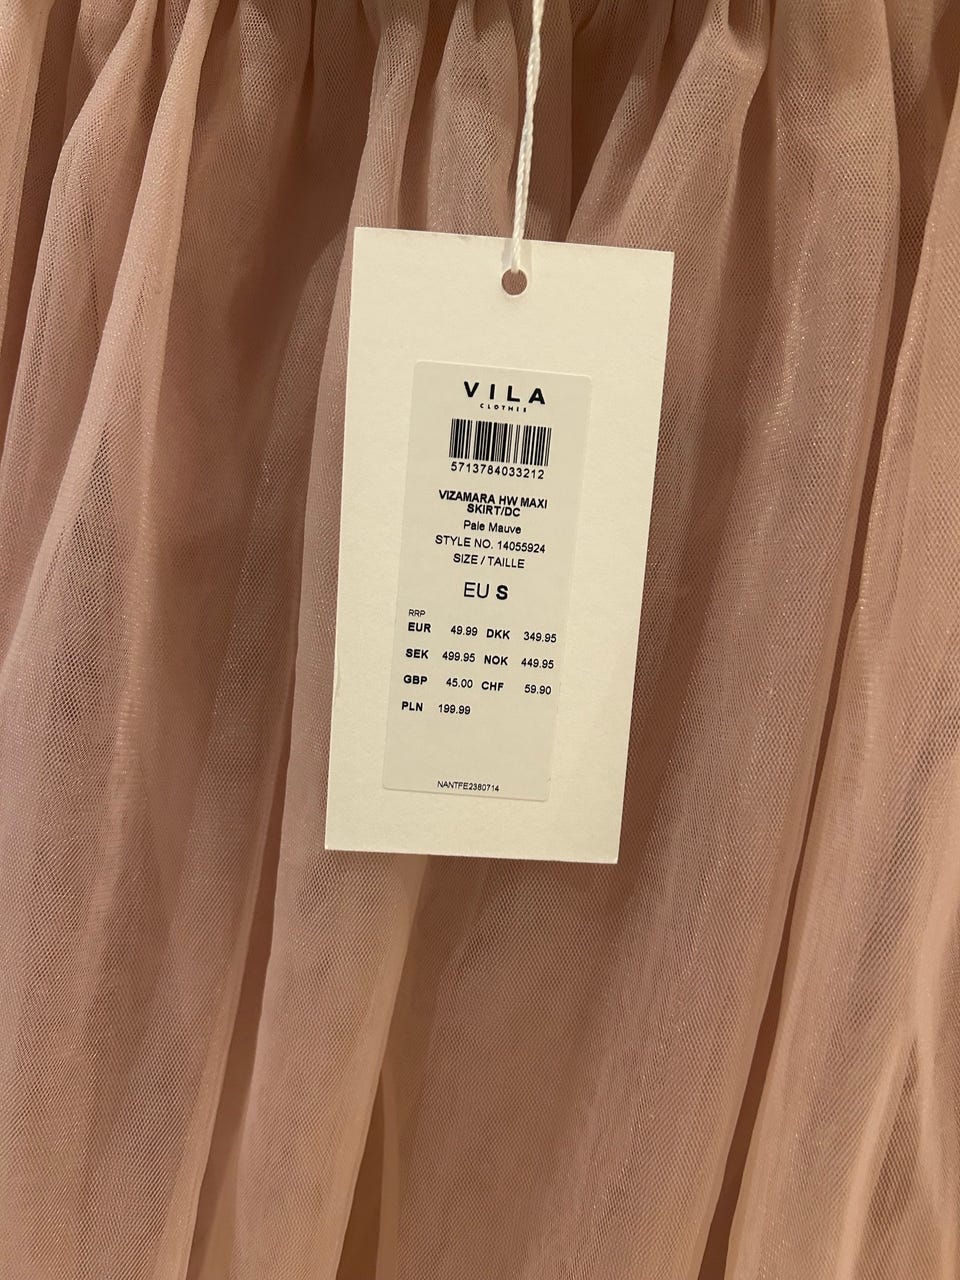 VILA
CLOTHES
5713784033212
VIZAMARA HW MAXI
SKIRT/DC
Pale Mauve
STYLE NO. 14055924
SIZE / TAILLE
EU S
RRP
EUR 49.99 DKK 349.95
SEK 499.95 NOK 449.95
GBP 45.00 CHF 59.90
PLN 199.99
NANTFE2380714